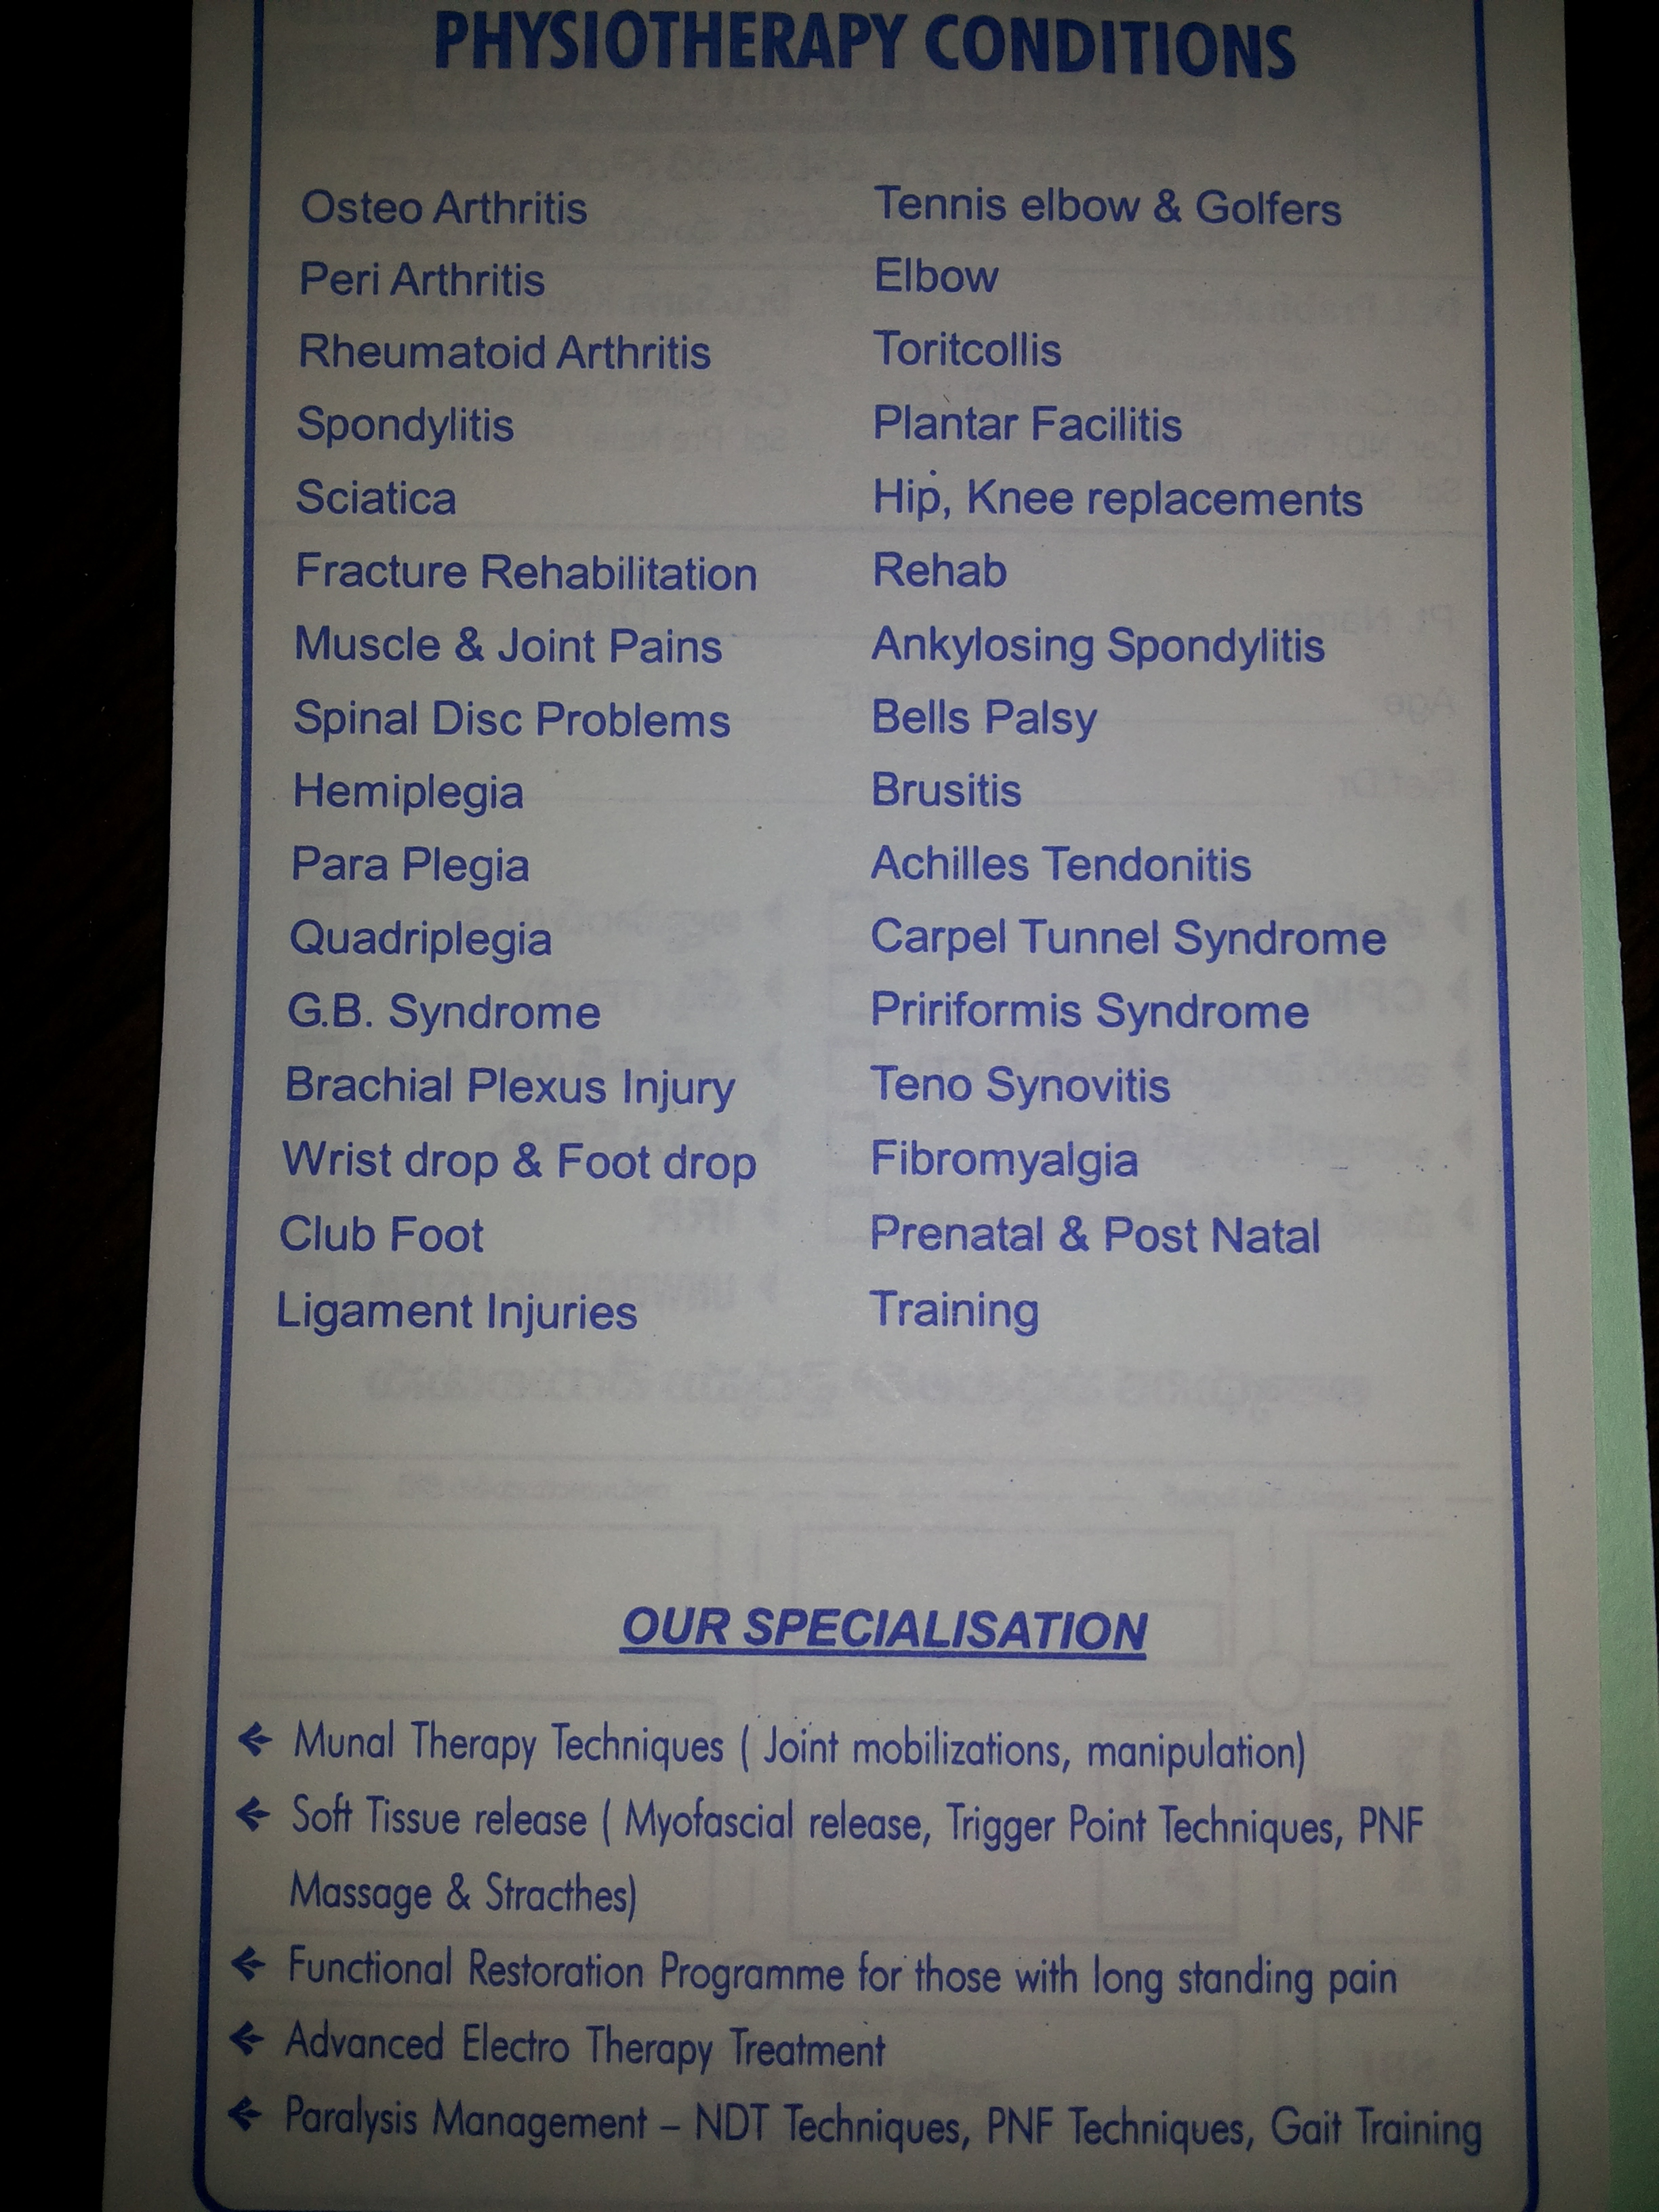 PHYSIOTHERAPY CONDITIONS
Osteo Arthritis
Peri Arthritis
Rheumatoid Arthritis
Spondylitis
Sciatica
Fracture Rehabilitation
Muscle & Joint Pains
Spinal Disc Problems
Hemiplegia
Para Plegia
Quadriplegia
G.B. Syndrome
Brachial Plexus Injury
Wrist drop & Foot drop
Club Foot
Ligament Injuries
Tennis elbow & Golfers
Elbow
Toritcollis
Plantar Facilitis
Hip, Knee replacements
Rehab
Ankylosing Spondylitis
Bells Palsy
Brusitis
Achilles Tendonitis
Carpel Tunnel Syndrome
Pririformis Syndrome
Teno Synovitis
Fibromyalgia
Prenatal & Post Natal
Training
OUR SPECIALISATION
Munal Therapy Techniques ( Joint mobilizations, manipulation)
Soft Tissue release ( Myofascial release, Trigger Point Techniques, PNF
Massage & Stracthes)
Functional Restoration Programme for those with long standing pain
Advanced Electro Therapy Treatment
Paralysis Management – NDT Techniques, PNF Techniques, Gait Training